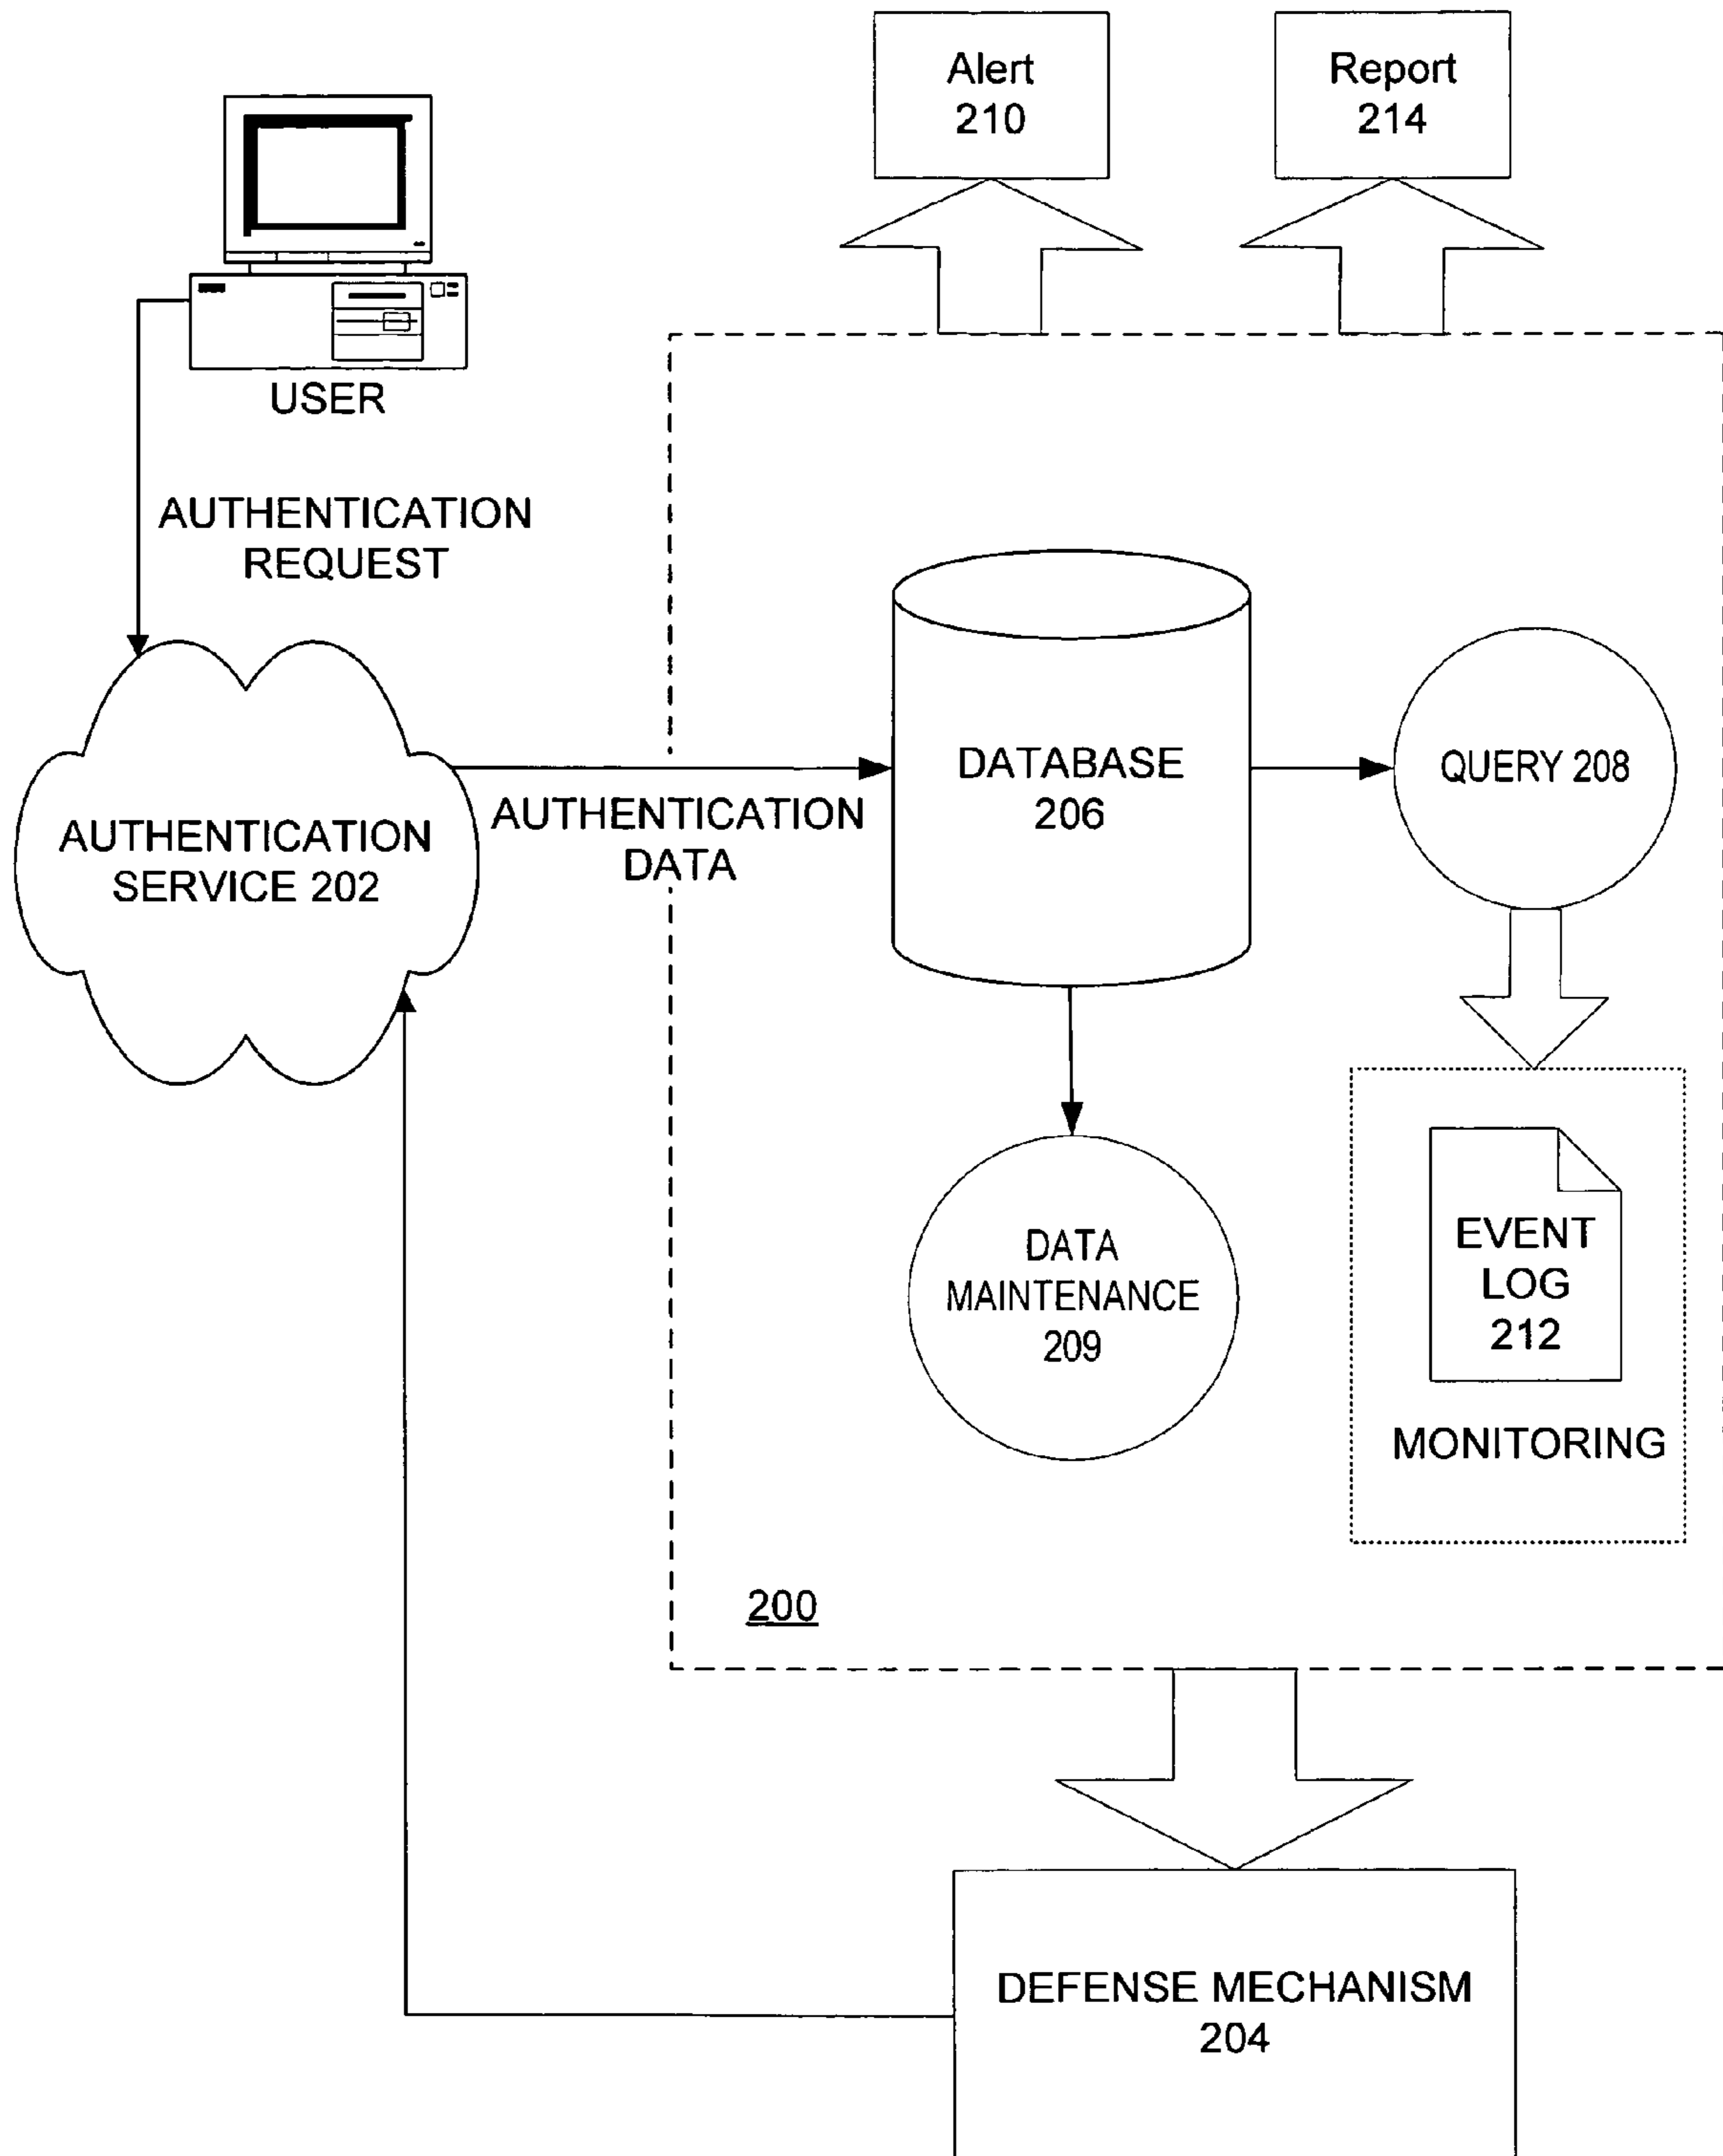 Alert
210
Report
214
USER
AUTHENTICATION
REQUEST
AUTHENTICATION
SERVICE 202
AUTHENTICATION
DATA
DATABASE
206
QUERY 208
DATA
MAINTENANCE
209
EVENT
LOG
212
MONITORING
200
DEFENSE MECHANISM
204